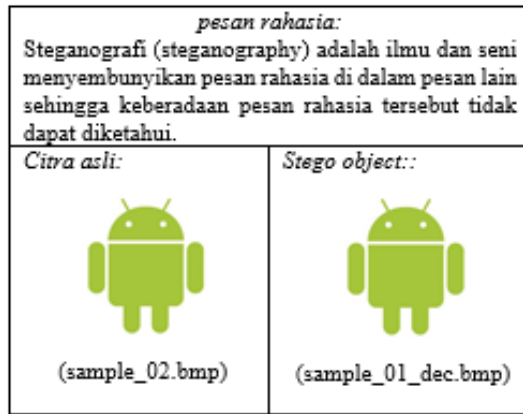 pesan rahasia:
Steganografi (steganography) adalah ilmu dan seni
menyembunyikan pesan rahasia di dalam pesan lain
sehingga keberadaan pesan rahasia tersebut tidak
dapat diketahui.
Citra asli:
(sample_02.bmp)
Stego object::
(sample_01_dec.bmp)